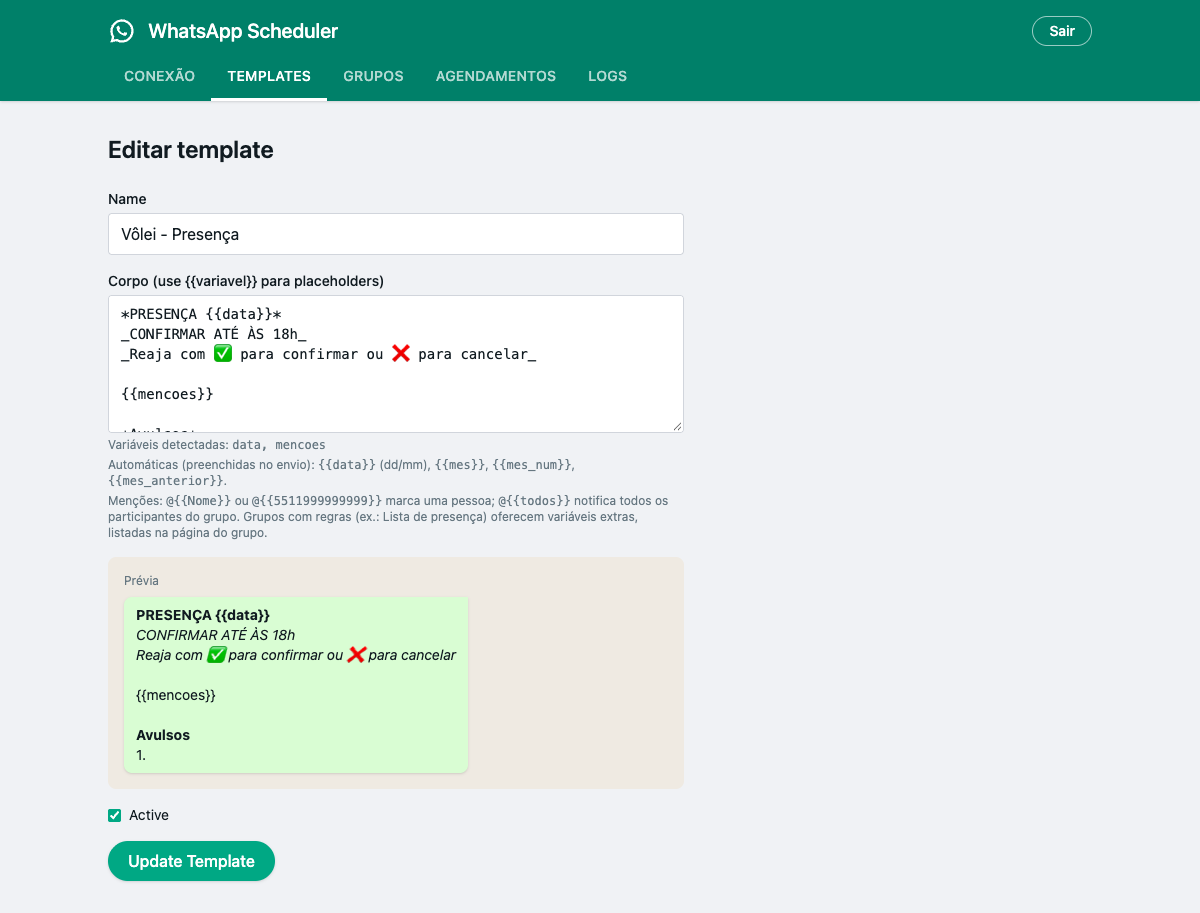 WhatsApp Scheduler
Sair
CONEXÃO TEMPLATES GRUPOS AGENDAMENTOS LOGS
Editar template
Name
Vôlei - Presença
Corpo (use {{variavel}} para placeholders)
*PRESENÇA {{data}}*
_CONFIRMAR ATÉ ÀS 18h_
_Reaja com ✅ para confirmar ou ❌ para cancelar_
{{mencoes}}
*Avulsos*
Variáveis detectadas: data, mencoes
Automáticas (preenchidas no envio): {{data}} (dd/mm), {{mes}}, {{mes_num}},
{{mes_anterior}}.
Menções: @{{Nome}} ou @{{5511999999999}} marca uma pessoa; @{{todos}} notifica todos os
participantes do grupo. Grupos com regras (ex.: Lista de presença) oferecem variáveis extras,
listadas na página do grupo.
Prévia
PRESENÇA {{data}}
CONFIRMAR ATÉ ÀS 18h
Reaja com ✅ para confirmar ou ❌ para cancelar
{{mencoes}}
Avulsos
1.
Active
Update Template